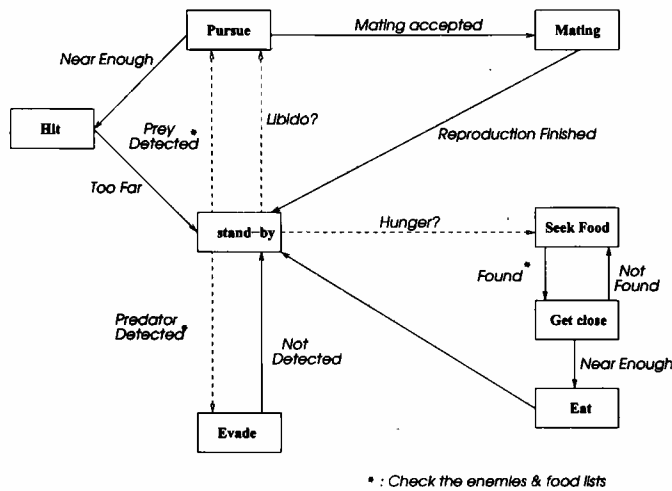 Pursue
Mating accepted
Mating
Near Enough
Hit
Prey
Detected*
Libido?
Reproduction Finished
Too Far
stand-by
Hunger?
Seek Food
Found*
Not
Found
Predator
Detected*
Not
Detected
Get close
Near Enough
Evade
Eat
* : Check the enemies & food lists